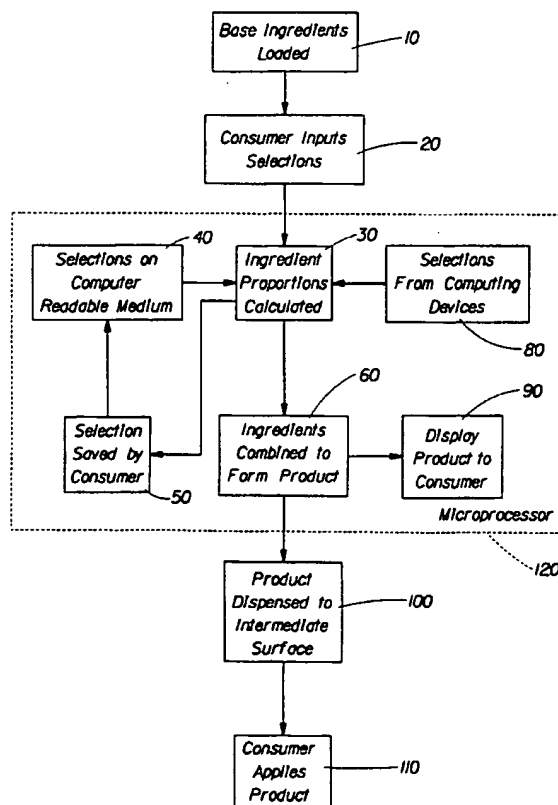 Base Ingredients
Loaded
10
Consumer Inputs
Selections
20
40
30
Selections on
Computer
Readable Medium
Ingredient
Proportions
Calculated
Selections
From Computing
Devices
80
60
90
Selection
Saved by
Consumer
50
Ingredients
Combined to
Form Product
Display
Product to
Consumer
Microprocessor
120
Product
Dispensed to
Intermediate
Surface
100
Consumer
Applies
Product
110